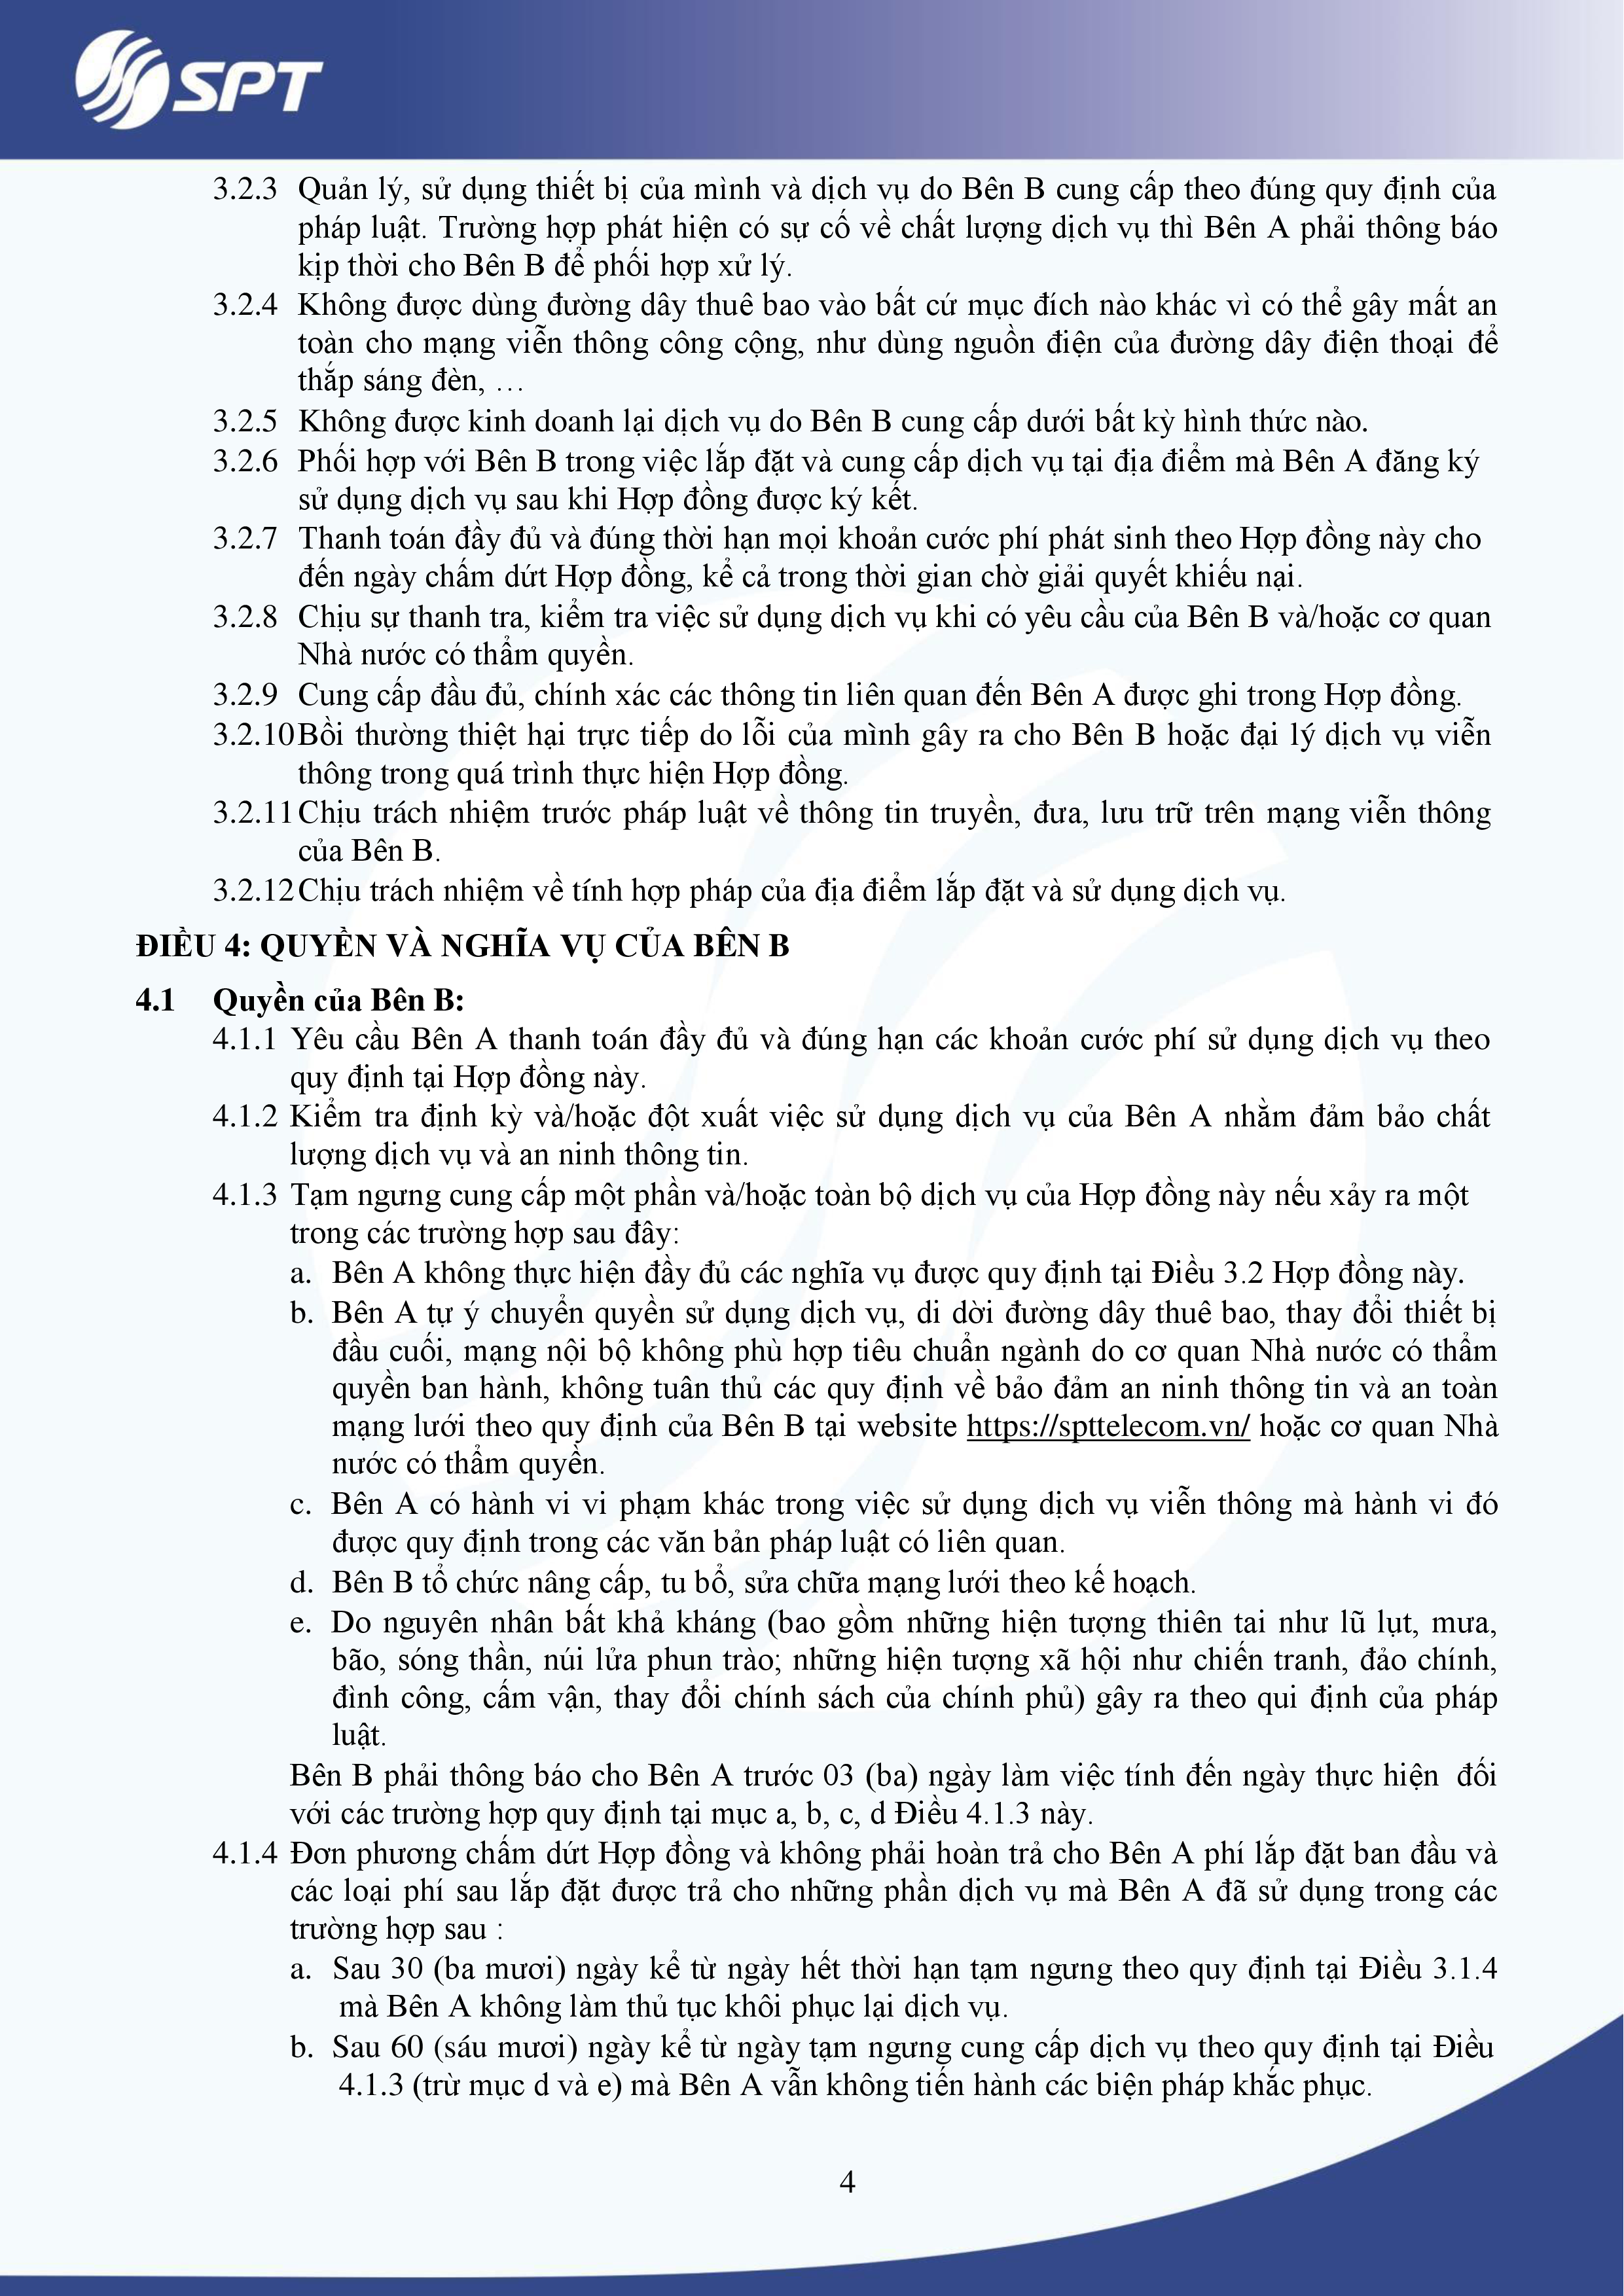 SPT
3.2.3 Quản lý, sử dụng thiết bị của mình và dịch vụ do Bên B cung cấp theo đúng quy định của
pháp luật. Trường hợp phát hiện có sự cố về chất lượng dịch vụ thì Bên A phải thông báo
kịp thời cho Bên B để phối hợp xử lý.
3.2.4 Không được dùng đường dây thuê bao vào bất cứ mục đích nào khác vì có thể gây mất an
toàn cho mạng viễn thông công cộng, như dùng nguồn điện của đường dây điện thoại để
thắp sáng đèn, …
3.2.5 Không được kinh doanh lại dịch vụ do Bên B cung cấp dưới bất kỳ hình thức nào.
3.2.6 Phối hợp với Bên B trong việc lắp đặt và cung cấp dịch vụ tại địa điểm mà Bên A đăng ký
sử dụng dịch vụ sau khi Hợp đồng được ký kết.
3.2.7 Thanh toán đầy đủ và đúng thời hạn mọi khoản cước phí phát sinh theo Hợp đồng này cho
đến ngày chấm dứt Hợp đồng, kể cả trong thời gian chờ giải quyết khiếu nại.
3.2.8 Chịu sự thanh tra, kiểm tra việc sử dụng dịch vụ khi có yêu cầu của Bên B và/hoặc cơ quan
Nhà nước có thẩm quyền.
3.2.9 Cung cấp đầu đủ, chính xác các thông tin liên quan đến Bên A được ghi trong Hợp đồng.
3.2.10 Bồi thường thiệt hại trực tiếp do lỗi của mình gây ra cho Bên B hoặc đại lý dịch vụ viễn
thông trong quá trình thực hiện Hợp đồng.
3.2.11 Chịu trách nhiệm trước pháp luật về thông tin truyền, đưa, lưu trữ trên mạng viễn thông
của Bên B.
3.2.12 Chịu trách nhiệm về tính hợp pháp của địa điểm lắp đặt và sử dụng dịch vụ.
ĐIỀU 4: QUYỀN VÀ NGHĨA VỤ CỦA BÊN B
4.1 Quyền của Bên B:
4.1.1 Yêu cầu Bên A thanh toán đầy đủ và đúng hạn các khoản cước phí sử dụng dịch vụ theo
quy định tại Hợp đồng này.
4.1.2 Kiểm tra định kỳ và/hoặc đột xuất việc sử dụng dịch vụ của Bên A nhằm đảm bảo chất
lượng dịch vụ và an ninh thông tin.
4.1.3 Tạm ngưng cung cấp một phần và/hoặc toàn bộ dịch vụ của Hợp đồng này nếu xảy ra một
trong các trường hợp sau đây:
a. Bên A không thực hiện đầy đủ các nghĩa vụ được quy định tại Điều 3.2 Hợp đồng này.
b. Bên A tự ý chuyển quyền sử dụng dịch vụ, di dời đường dây thuê bao, thay đổi thiết bị
đầu cuối, mạng nội bộ không phù hợp tiêu chuẩn ngành do cơ quan Nhà nước có thẩm
quyền ban hành, không tuân thủ các quy định về bảo đảm an ninh thông tin và an toàn
mạng lưới theo quy định của Bên B tại website https://spttelecom.vn/ hoặc cơ quan Nhà
nước có thẩm quyền.
c. Bên A có hành vi vi phạm khác trong việc sử dụng dịch vụ viễn thông mà hành vi đó
được quy định trong các văn bản pháp luật có liên quan.
d. Bên B tổ chức nâng cấp, tu bổ, sửa chữa mạng lưới theo kế hoạch.
e. Do nguyên nhân bất khả kháng (bao gồm những hiện tượng thiên tai như lũ lụt, mưa,
bão, sóng thần, núi lửa phun trào; những hiện tượng xã hội như chiến tranh, đảo chính,
đình công, cấm vận, thay đổi chính sách của chính phủ) gây ra theo qui định của pháp
luật.
Bên B phải thông báo cho Bên A trước 03 (ba) ngày làm việc tính đến ngày thực hiện đối
với các trường hợp quy định tại mục a, b, c, d Điều 4.1.3 này.
4.1.4 Đơn phương chấm dứt Hợp đồng và không phải hoàn trả cho Bên A phí lắp đặt ban đầu và
các loại phí sau lắp đặt được trả cho những phần dịch vụ mà Bên A đã sử dụng trong các
trường hợp sau :
a. Sau 30 (ba mươi) ngày kể từ ngày hết thời hạn tạm ngưng theo quy định tại Điều 3.1.4
mà Bên A không làm thủ tục khôi phục lại dịch vụ.
b. Sau 60 (sáu mươi) ngày kể từ ngày tạm ngưng cung cấp dịch vụ theo quy định tại Điều
4.1.3 (trừ mục d và e) mà Bên A vẫn không tiến hành các biện pháp khắc phục.
4